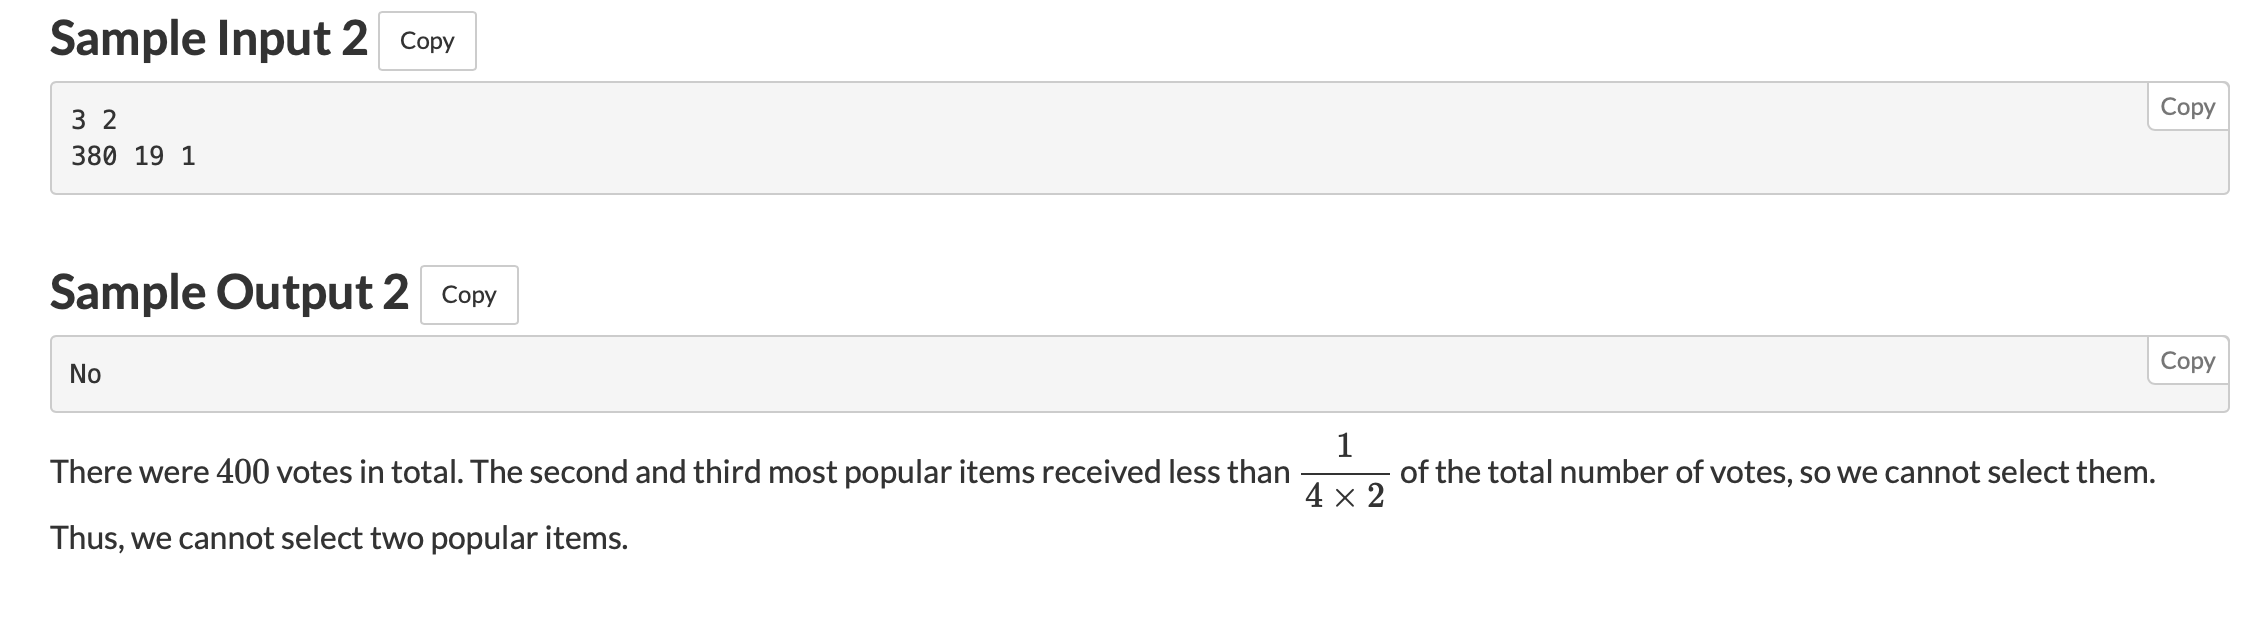 Sample Input 2 Copy
Copy
3 2
380 19 1
Sample Output 2 Copy
Copy
No
There were 400 votes in total. The second and third most popular items received less than 1/(4 × 2) of the total number of votes, so we cannot select them.
Thus, we cannot select two popular items.